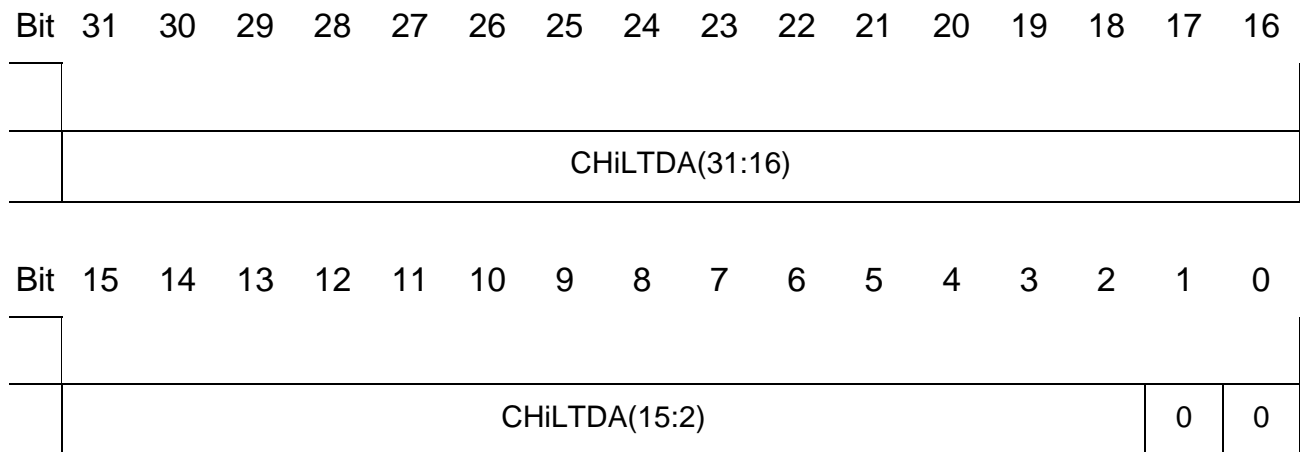 Bit 31 30 29 28 27 26 25 24 23 22 21 20 19 18 17 16
CHiLTDA(31:16)
Bit 15 14 13 12 11 10 9 8 7 6 5 4 3 2 1 0
CHiLTDA(15:2) 0 0